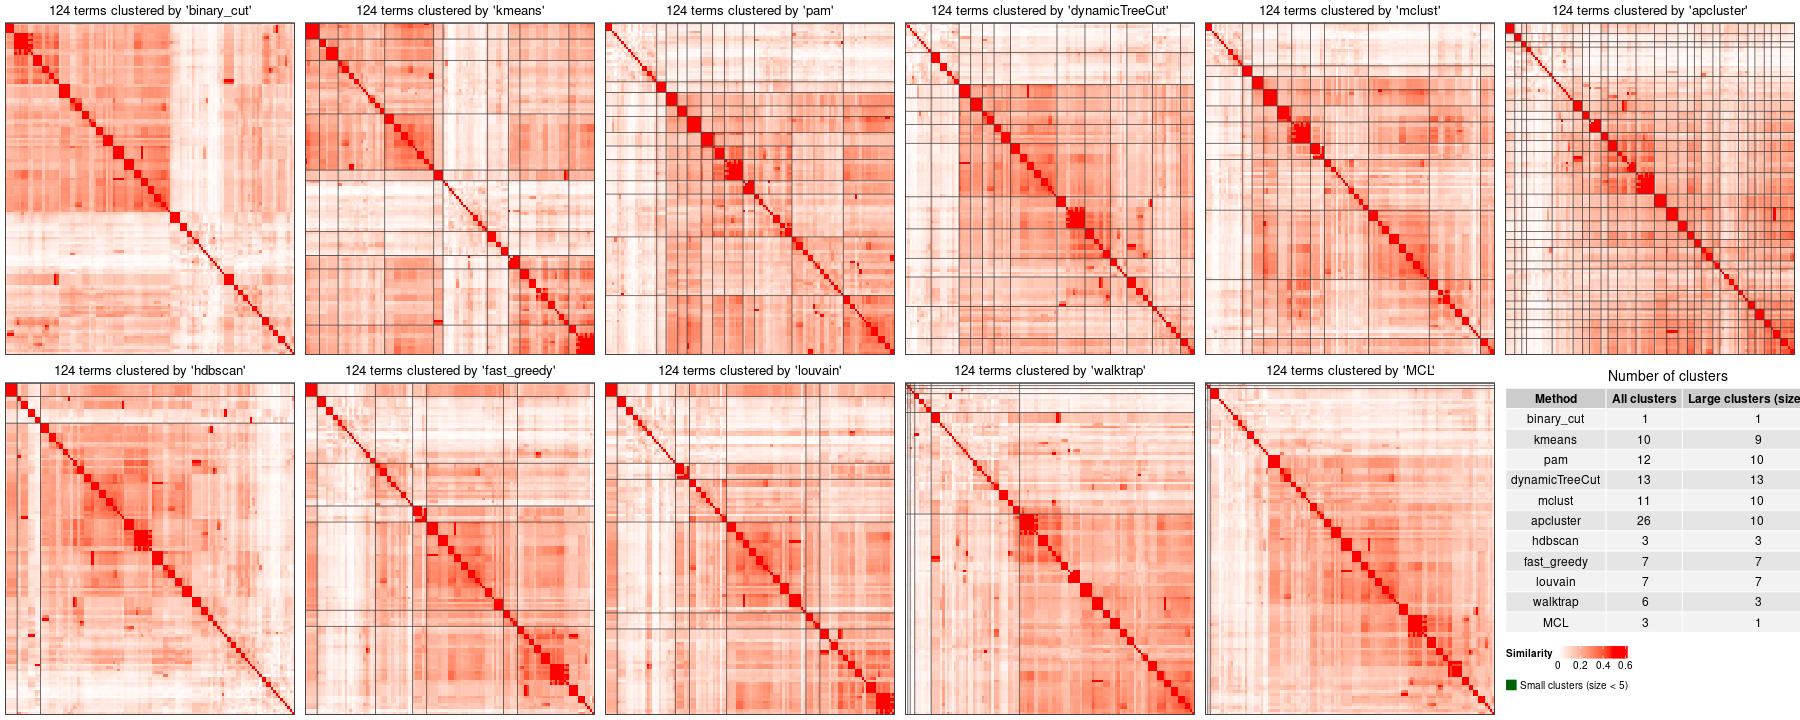 124 terms clustered by 'binary_cut'
124 terms clustered by 'kmeans'
124 terms clustered by 'pam'
124 terms clustered by 'dynamicTreeCut'
124 terms clustered by 'mclust'
124 terms clustered by 'apcluster'
124 terms clustered by 'hdbscan'
124 terms clustered by 'fast_greedy'
124 terms clustered by 'louvain'
124 terms clustered by 'walktrap'
124 terms clustered by 'MCL'
Number of clusters
Method All clusters Large clusters (size
binary_cut 1 1
kmeans 10 9
pam 12 10
dynamicTreeCut 13 13
mclust 11 10
apcluster 26 10
hdbscan 3 3
fast_greedy 7 7
louvain 7 7
walktrap 6 3
MCL 3 1
Similarity
0 0.2 0.4 0.6
Small clusters (size < 5)